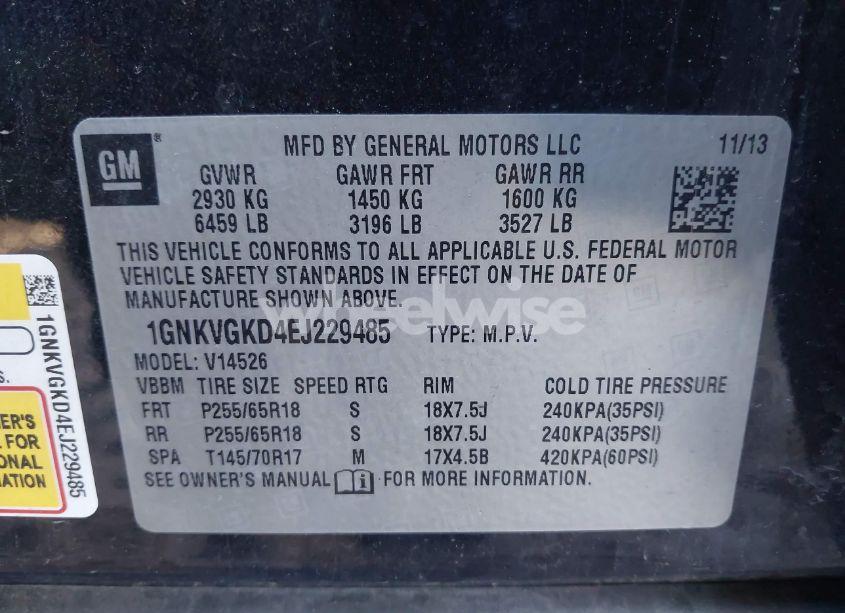 GM
®
MFD BY GENERAL MOTORS LLC 11/13
GVWR GAWR FRT GAWR RR
2930 KG 1450 KG 1600 KG
6459 LB 3196 LB 3527 LB
THIS VEHICLE CONFORMS TO ALL APPLICABLE U.S. FEDERAL MOTOR
VEHICLE SAFETY STANDARDS IN EFFECT ON THE DATE OF
MANUFACTURE SHOWN ABOVE.
wheelwise
1GNKVGKD4EJ229485 TYPE: M.P.V.
MODEL: V14526
VBBM TIRE SIZE SPEED RTG RIM COLD TIRE PRESSURE
FRT P255/65R18 S 18X7.5J 240KPA(35PSI)
RR P255/65R18 S 18X7.5J 240KPA(35PSI)
SPA T145/70R17 M 17X4.5B 420KPA(60PSI)
SEE OWNER'S MANUAL FOR MORE INFORMATION.
1GNKVGKD4EJ229485
S.
ER'S
FOR
ONAL
ATION